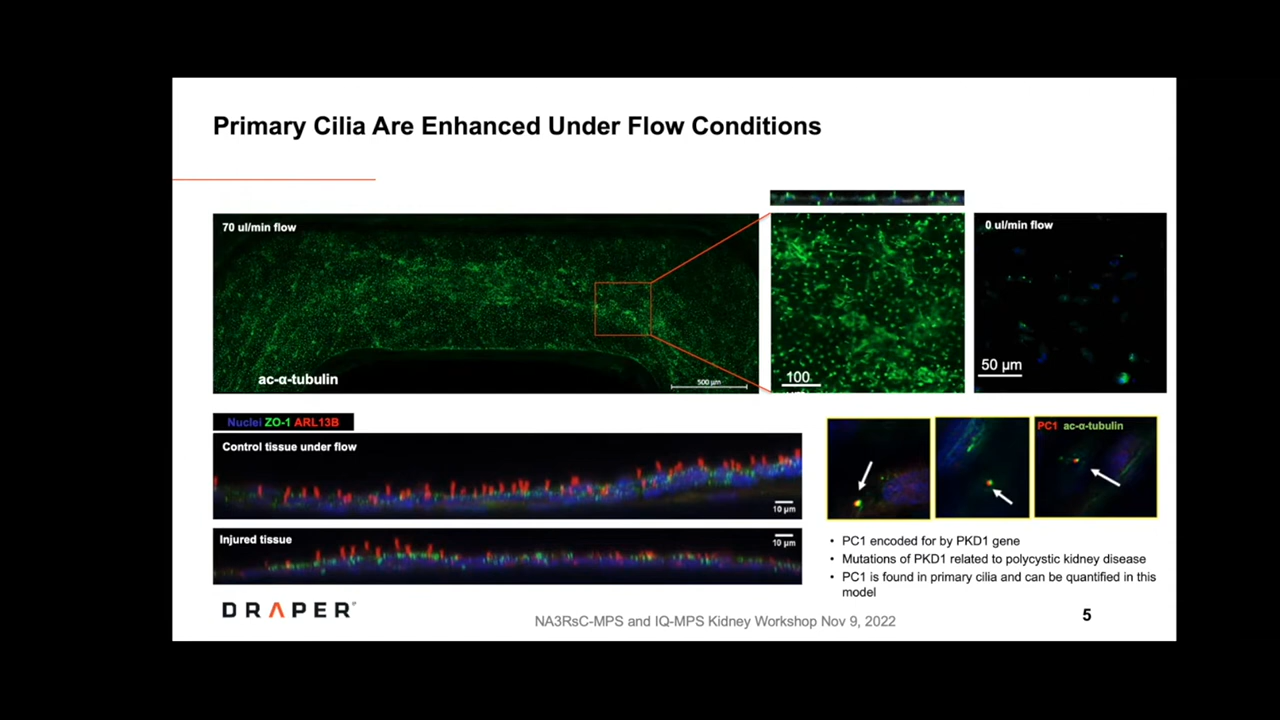 Primary Cilia Are Enhanced Under Flow Conditions
70 ul/min flow
ac-α-tubulin
500 μm
100
0 ul/min flow
50 μm
Nuclei ZO-1 ARL13B
Control tissue under flow
10 μm
Injured tissue
10 μm
PC1 ac-α-tubulin
• PC1 encoded for by PKD1 gene
• Mutations of PKD1 related to polycystic kidney disease
• PC1 is found in primary cilia and can be quantified in this
model
DRAPER
NA3RsC-MPS and IQ-MPS Kidney Workshop Nov 9, 2022
5